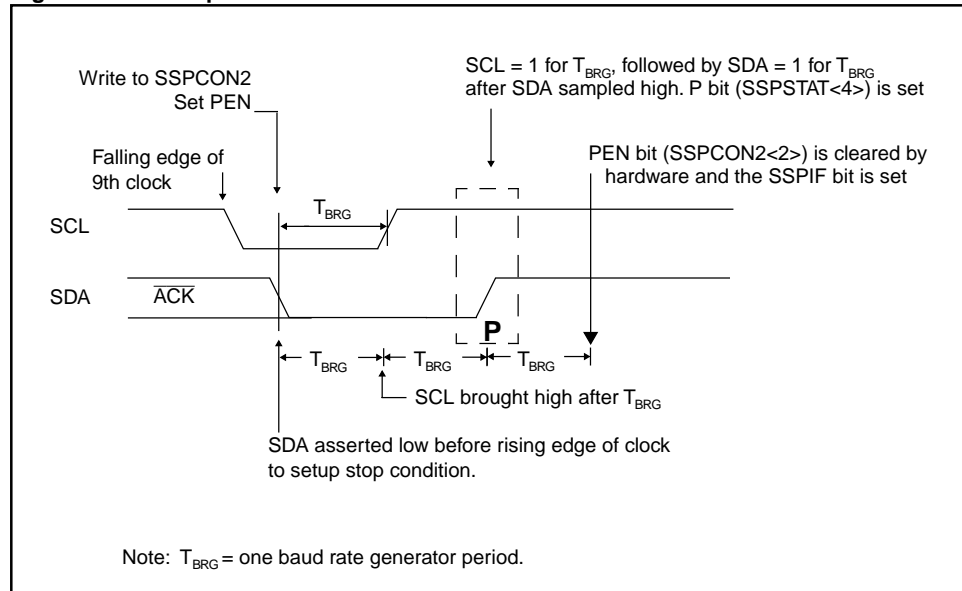 Write to SSPCON2
Set PEN
SCL = 1 for TBRG, followed by SDA = 1 for TBRG
after SDA sampled high. P bit (SSPSTAT<4>) is set
Falling edge of
9th clock
PEN bit (SSPCON2<2>) is cleared by
hardware and the SSPIF bit is set
TBRG
SCL
SDA
ACK
P
TBRG
TBRG
TBRG
SCL brought high after TBRG
SDA asserted low before rising edge of clock
to setup stop condition.
Note: TBRG = one baud rate generator period.